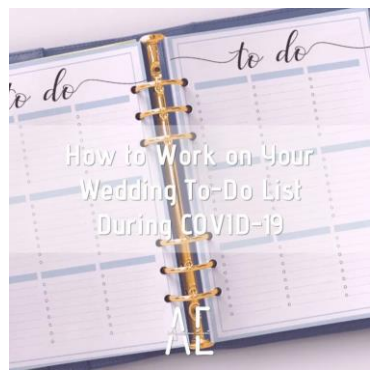 to do
to do
How to Work on Your
Wedding To-Do List
During COVID-19
AE